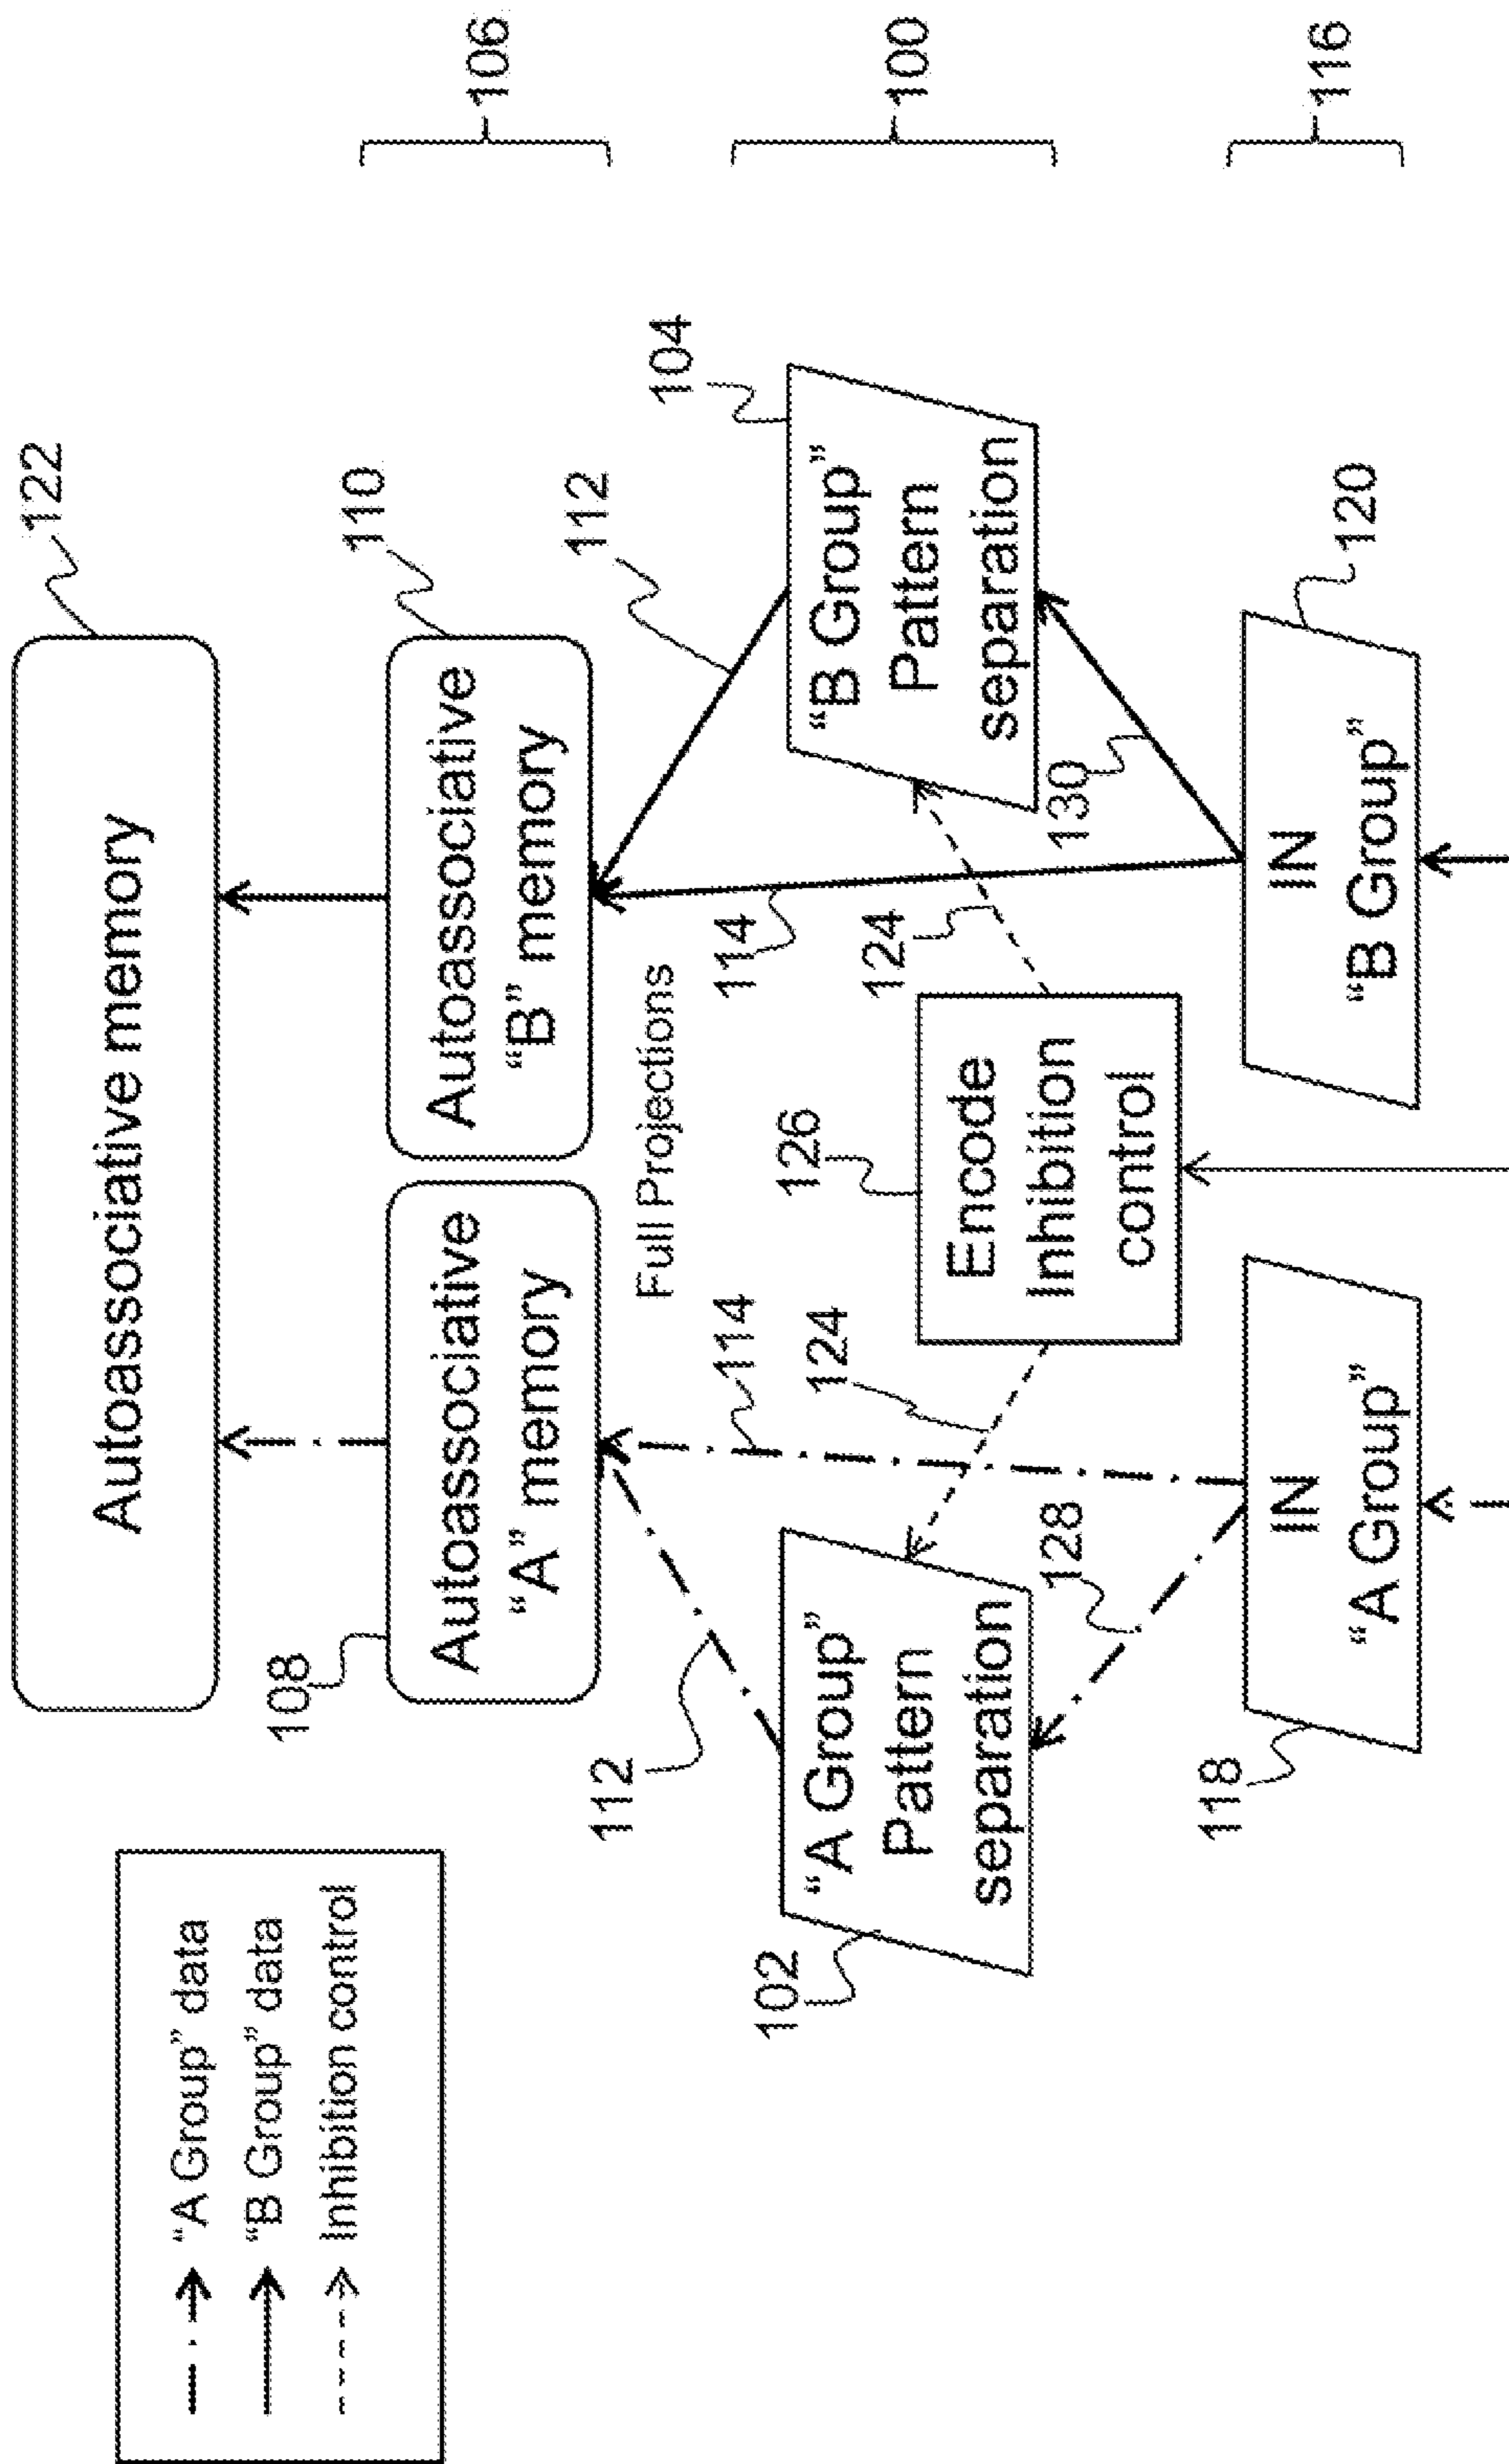 "A Group" data
"B Group" data
Inhibition control
Autoassociative memory
122
108
Autoassociative
"A" memory
Autoassociative
"B" memory
110
106
Full Projections
112
114
112
102
"A Group"
Pattern
separation
124
126
Encode
Inhibition
control
114
124
"B Group"
Pattern
separation
104
100
128
130
118
IN
"A Group"
IN
"B Group"
120
116